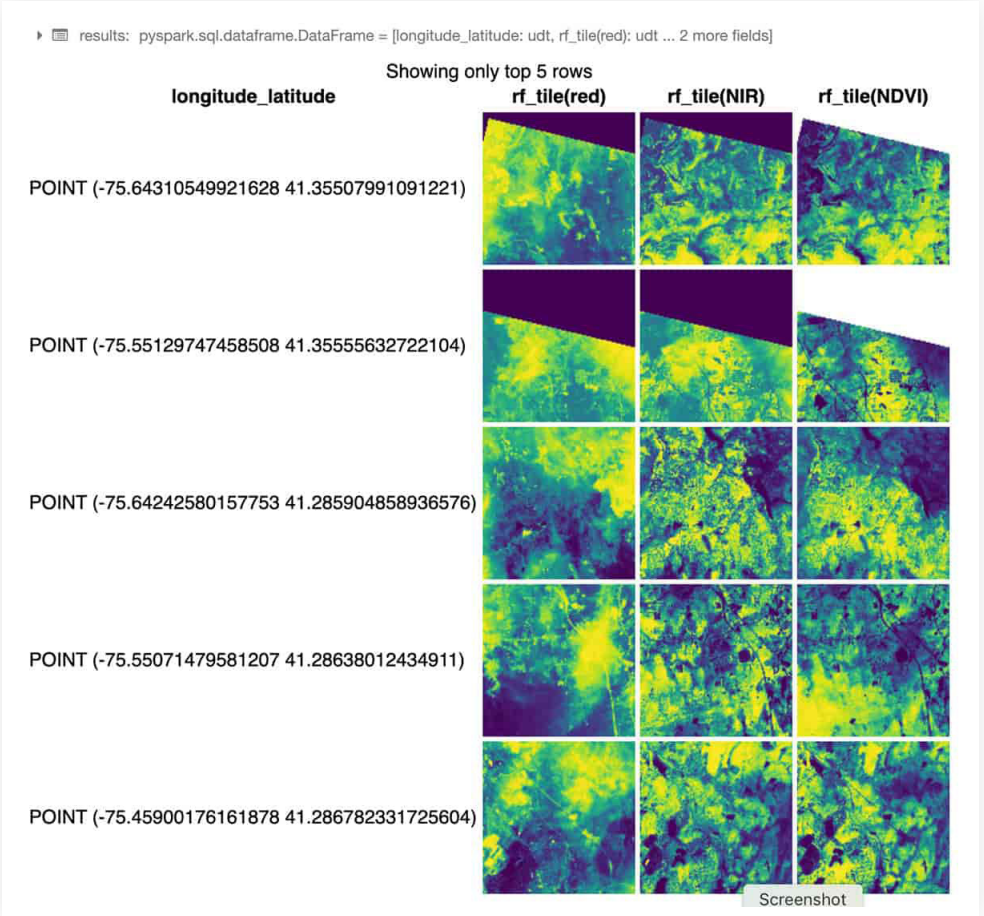 results: pyspark.sql.dataframe.DataFrame = [longitude_latitude: udt, rf_tile(red): udt ... 2 more fields]
Showing only top 5 rows
longitude_latitude rf_tile(red) rf_tile(NIR) rf_tile(NDVI)
POINT (-75.64310549921628 41.35507991091221)
POINT (-75.55129747458508 41.35555632722104)
POINT (-75.64242580157753 41.285904858936576)
POINT (-75.55071479581207 41.28638012434911)
POINT (-75.45900176161878 41.286782331725604)
Screenshot